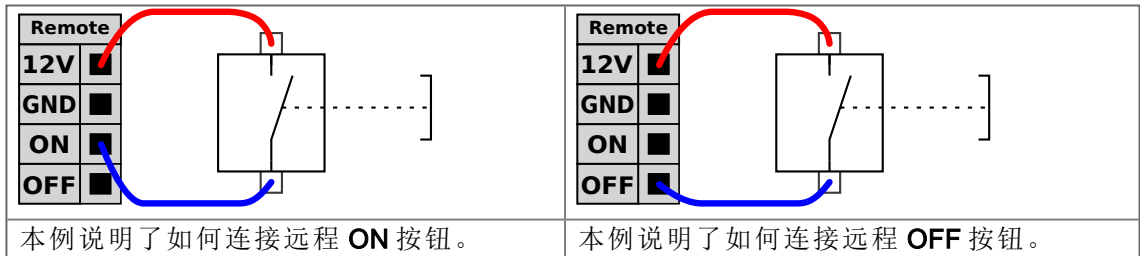 Remote
12V
GND
ON
OFF
本例说明了如何连接远程 ON 按钮。
Remote
12V
GND
ON
OFF
本例说明了如何连接远程 OFF 按钮。